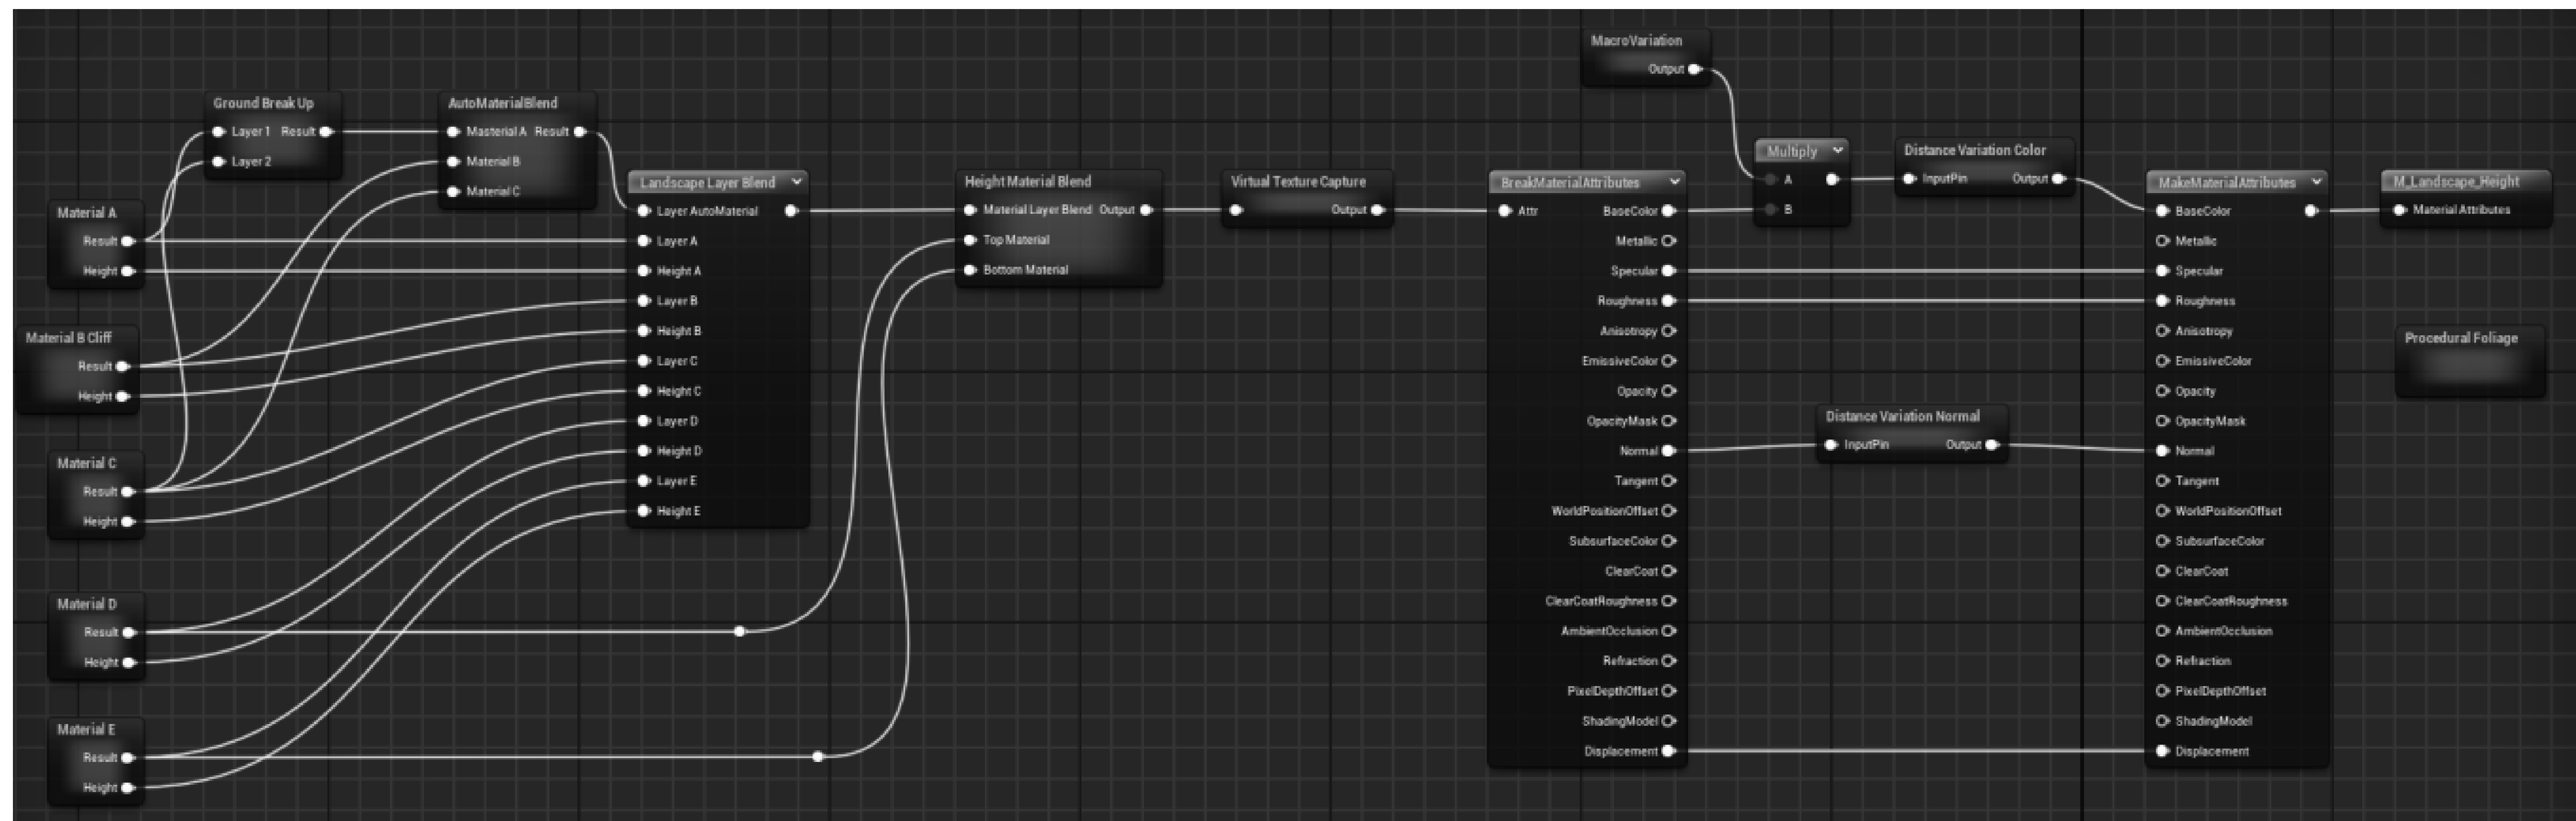 MacroVariation
Output
Ground Break Up
Layer 1 Result
Layer 2
AutoMaterialBlend
Masterial A Result
Material B
Material C
Material A
Result
Height
Material B Cliff
Result
Height
Material C
Result
Height
Material D
Result
Height
Material E
Result
Height
Landscape Layer Blend
Layer AutoMaterial
Layer A
Height A
Layer B
Height B
Layer C
Height C
Layer D
Height D
Layer E
Height E
Height Material Blend
Material Layer Blend Output
Top Material
Bottom Material
Virtual Texture Capture
Output
BreakMaterialAttributes
Attr BaseColor
Metallic
Specular
Roughness
Anisotropy
EmissiveColor
Opacity
OpacityMask
Normal
Tangent
WorldPositionOffset
SubsurfaceColor
ClearCoat
ClearCoatRoughness
AmbientOcclusion
Refraction
PixelDepthOffset
ShadingModel
Displacement
Multiply
A
B
Distance Variation Color
InputPin Output
Distance Variation Normal
InputPin Output
MakeMaterialAttributes
BaseColor
Metallic
Specular
Roughness
Anisotropy
EmissiveColor
Opacity
OpacityMask
Normal
Tangent
WorldPositionOffset
SubsurfaceColor
ClearCoat
ClearCoatRoughness
AmbientOcclusion
Refraction
PixelDepthOffset
ShadingModel
Displacement
M_Landscape_Height
Material Attributes
Procedural Foliage